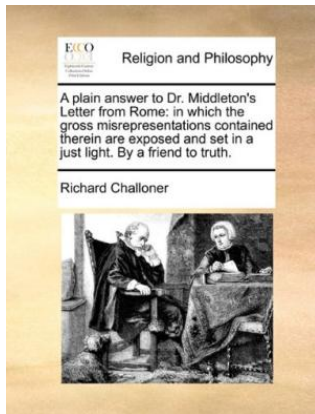 ECCO
Religion and Philosophy
A plain answer to Dr. Middleton's
Letter from Rome: in which the
gross misrepresentations contained
therein are exposed and set in a
just light. By a friend to truth.
Richard Challoner